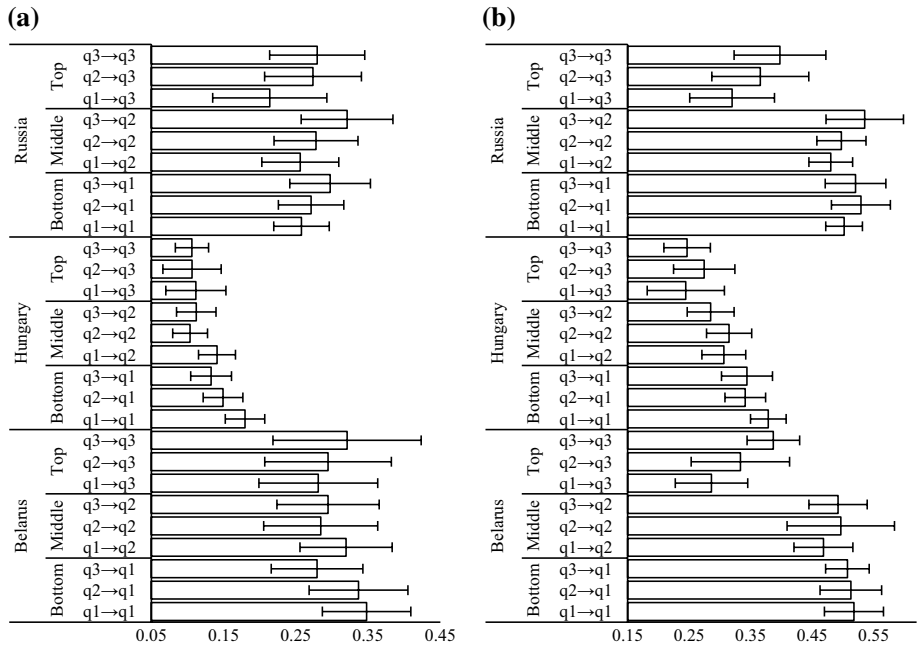 (a)
Russia
Top
q3→q3
q2→q3
q1→q3
Middle
q3→q2
q2→q2
q1→q2
Bottom
q3→q1
q2→q1
q1→q1
Hungary
Top
q3→q3
q2→q3
q1→q3
Middle
q3→q2
q2→q2
q1→q2
Bottom
q3→q1
q2→q1
q1→q1
Belarus
Top
q3→q3
q2→q3
q1→q3
Middle
q3→q2
q2→q2
q1→q2
Bottom
q3→q1
q2→q1
q1→q1
0.05 0.15 0.25 0.35 0.45
(b)
Russia
Top
q3→q3
q2→q3
q1→q3
Middle
q3→q2
q2→q2
q1→q2
Bottom
q3→q1
q2→q1
q1→q1
Hungary
Top
q3→q3
q2→q3
q1→q3
Middle
q3→q2
q2→q2
q1→q2
Bottom
q3→q1
q2→q1
q1→q1
Belarus
Top
q3→q3
q2→q3
q1→q3
Middle
q3→q2
q2→q2
q1→q2
Bottom
q3→q1
q2→q1
q1→q1
0.15 0.25 0.35 0.45 0.55